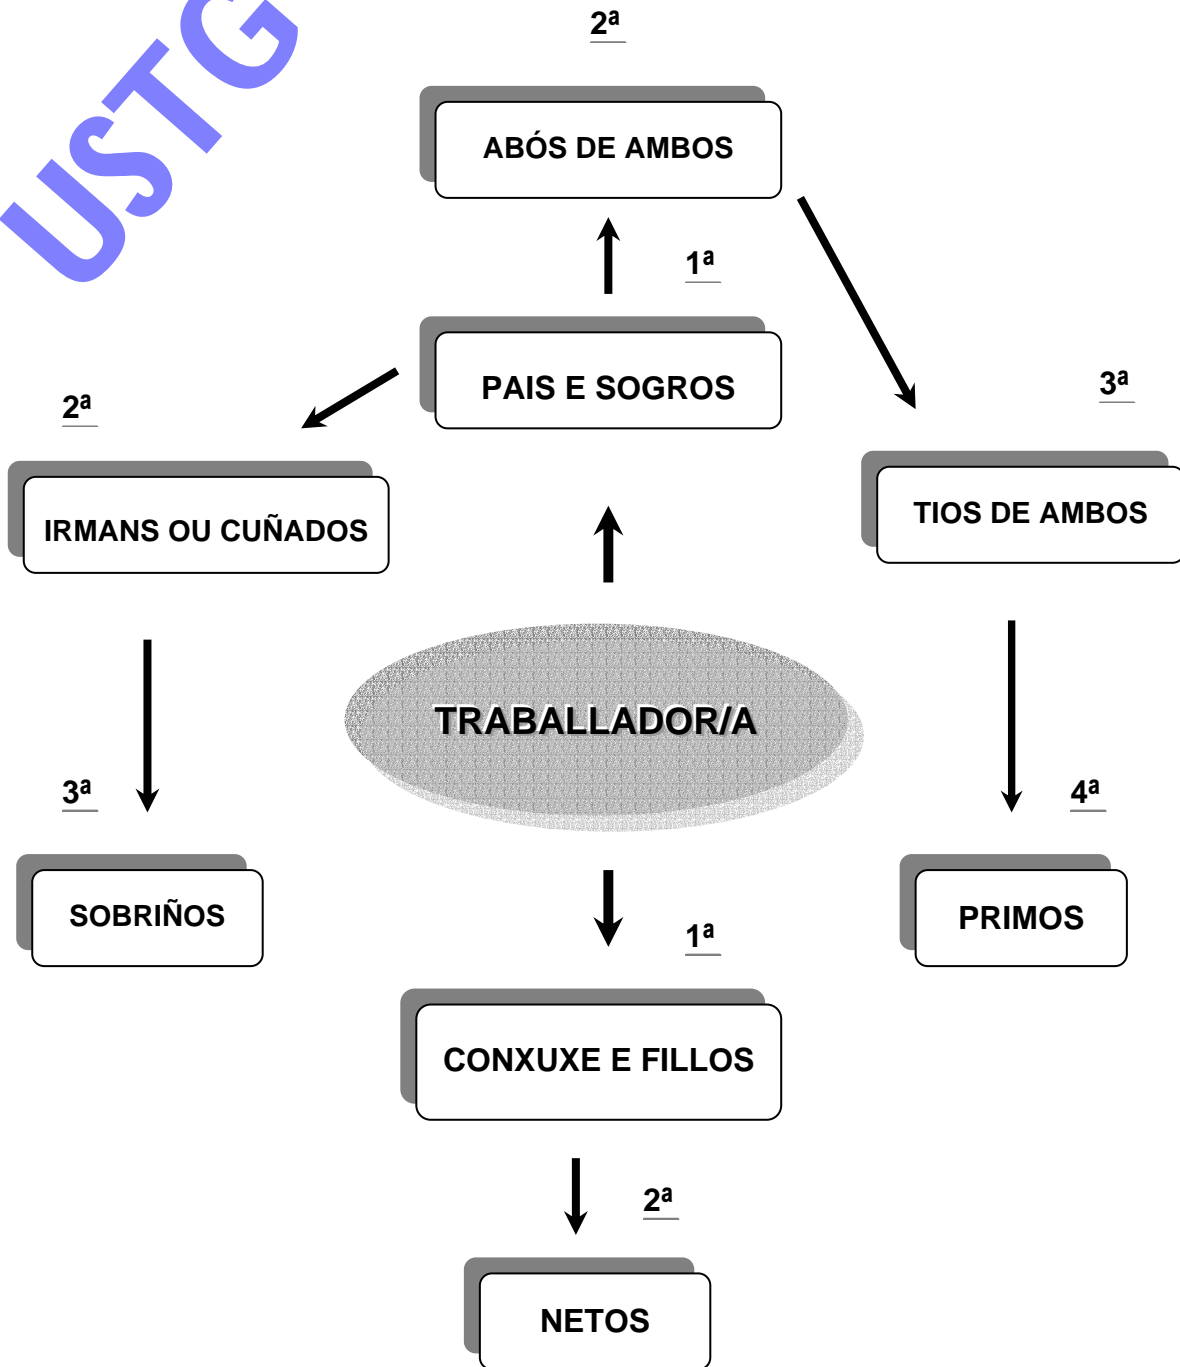 USTG
2ª
ABÓS DE AMBOS
1ª
PAIS E SOGROS
2ª
IRMANS OU CUÑADOS
3ª
TIOS DE AMBOS
TRABALLADOR/A
3ª
SOBRIÑOS
4ª
PRIMOS
1ª
CONXUXE E FILLOS
2ª
NETOS